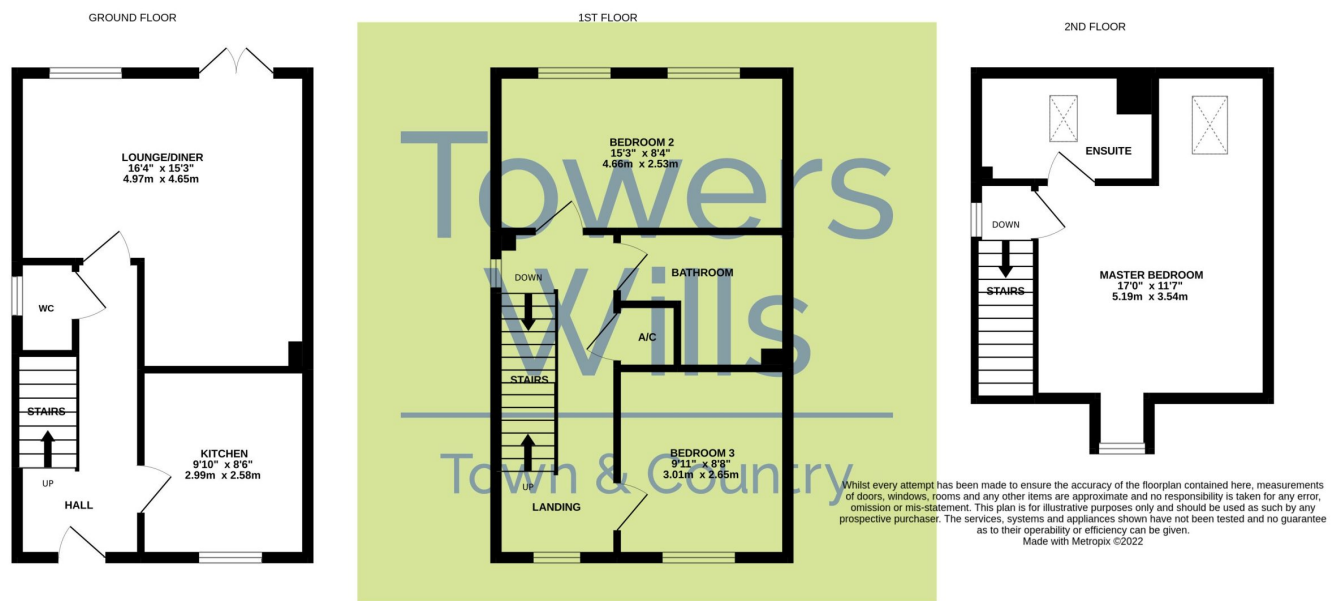 GROUND FLOOR
LOUNGE/DINER
16'4" x 15'3"
4.97m x 4.65m
WC
STAIRS
UP
HALL
KITCHEN
9'10" x 8'6"
2.99m x 2.58m
1ST FLOOR
Towers
Wills
Town & Country
BEDROOM 2
15'3" x 8'4"
4.66m x 2.53m
DOWN
BATHROOM
A/C
STAIRS
UP
LANDING
BEDROOM 3
9'11" x 8'8"
3.01m x 2.65m
2ND FLOOR
ENSUITE
DOWN
STAIRS
MASTER BEDROOM
17'0" x 11'7"
5.19m x 3.54m
Whilst every attempt has been made to ensure the accuracy of the floorplan contained here, measurements
of doors, windows, rooms and any other items are approximate and no responsibility is taken for any error,
omission or mis-statement. This plan is for illustrative purposes only and should be used as such by any
prospective purchaser. The services, systems and appliances shown have not been tested and no guarantee
as to their operability or efficiency can be given.
Made with Metropix ©2022